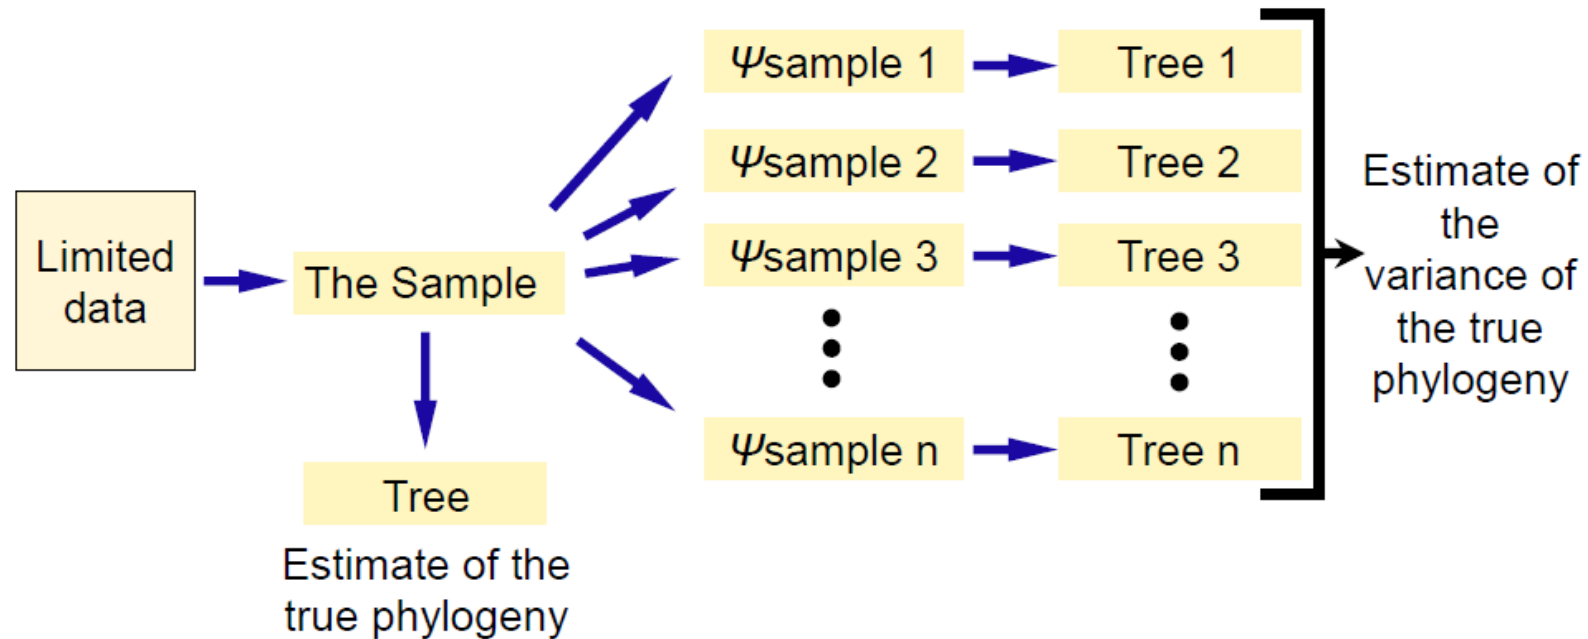 Limited
data
The Sample
Tree
Estimate of the
true phylogeny
Ψsample 1
Tree 1
Ψsample 2
Tree 2
Ψsample 3
Tree 3
Ψsample n
Tree n
Estimate of
the
variance of
the true
phylogeny